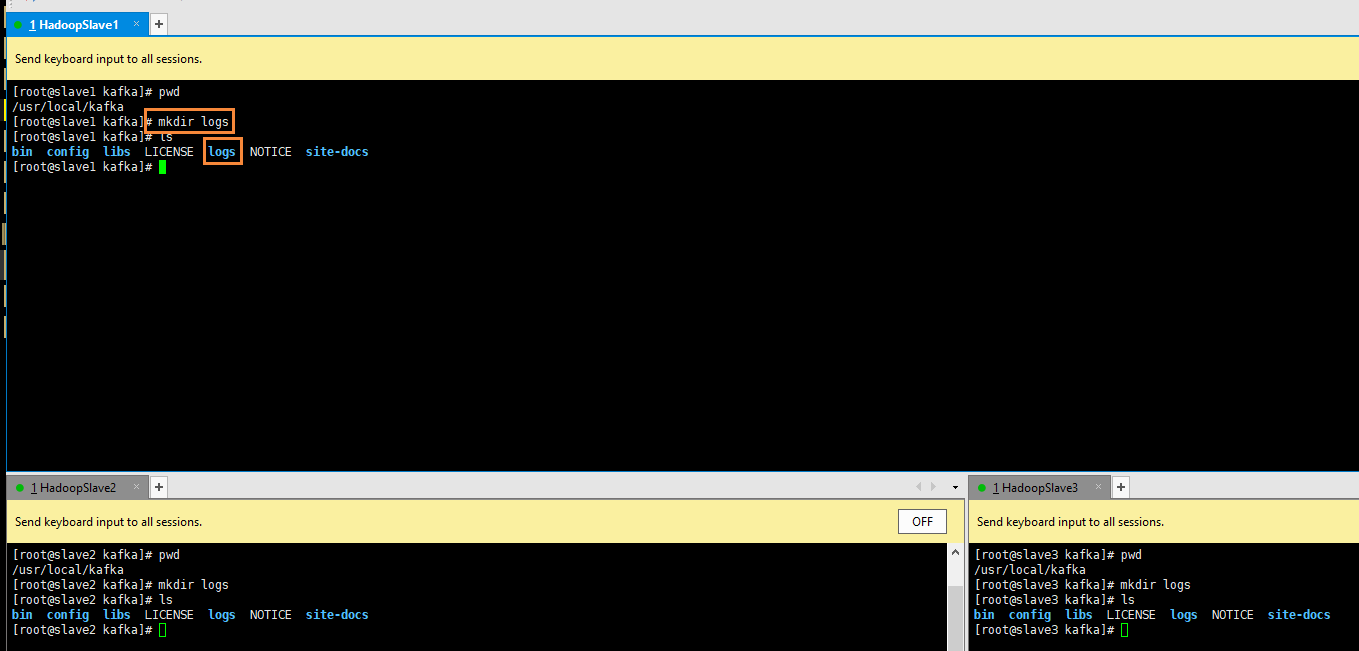 1 HadoopSlave1 × +
Send keyboard input to all sessions.
[root@slave1 kafka]# pwd
/usr/local/kafka
[root@slave1 kafka]# mkdir logs
[root@slave1 kafka]# ls
bin config libs LICENSE logs NOTICE site-docs
[root@slave1 kafka]#
1 HadoopSlave2 × +
Send keyboard input to all sessions. OFF
[root@slave2 kafka]# pwd
/usr/local/kafka
[root@slave2 kafka]# mkdir logs
[root@slave2 kafka]# ls
bin config libs LICENSE logs NOTICE site-docs
[root@slave2 kafka]#
1 HadoopSlave3 × +
Send keyboard input to all sessions.
[root@slave3 kafka]# pwd
/usr/local/kafka
[root@slave3 kafka]# mkdir logs
[root@slave3 kafka]# ls
bin config libs LICENSE logs NOTICE site-docs
[root@slave3 kafka]#